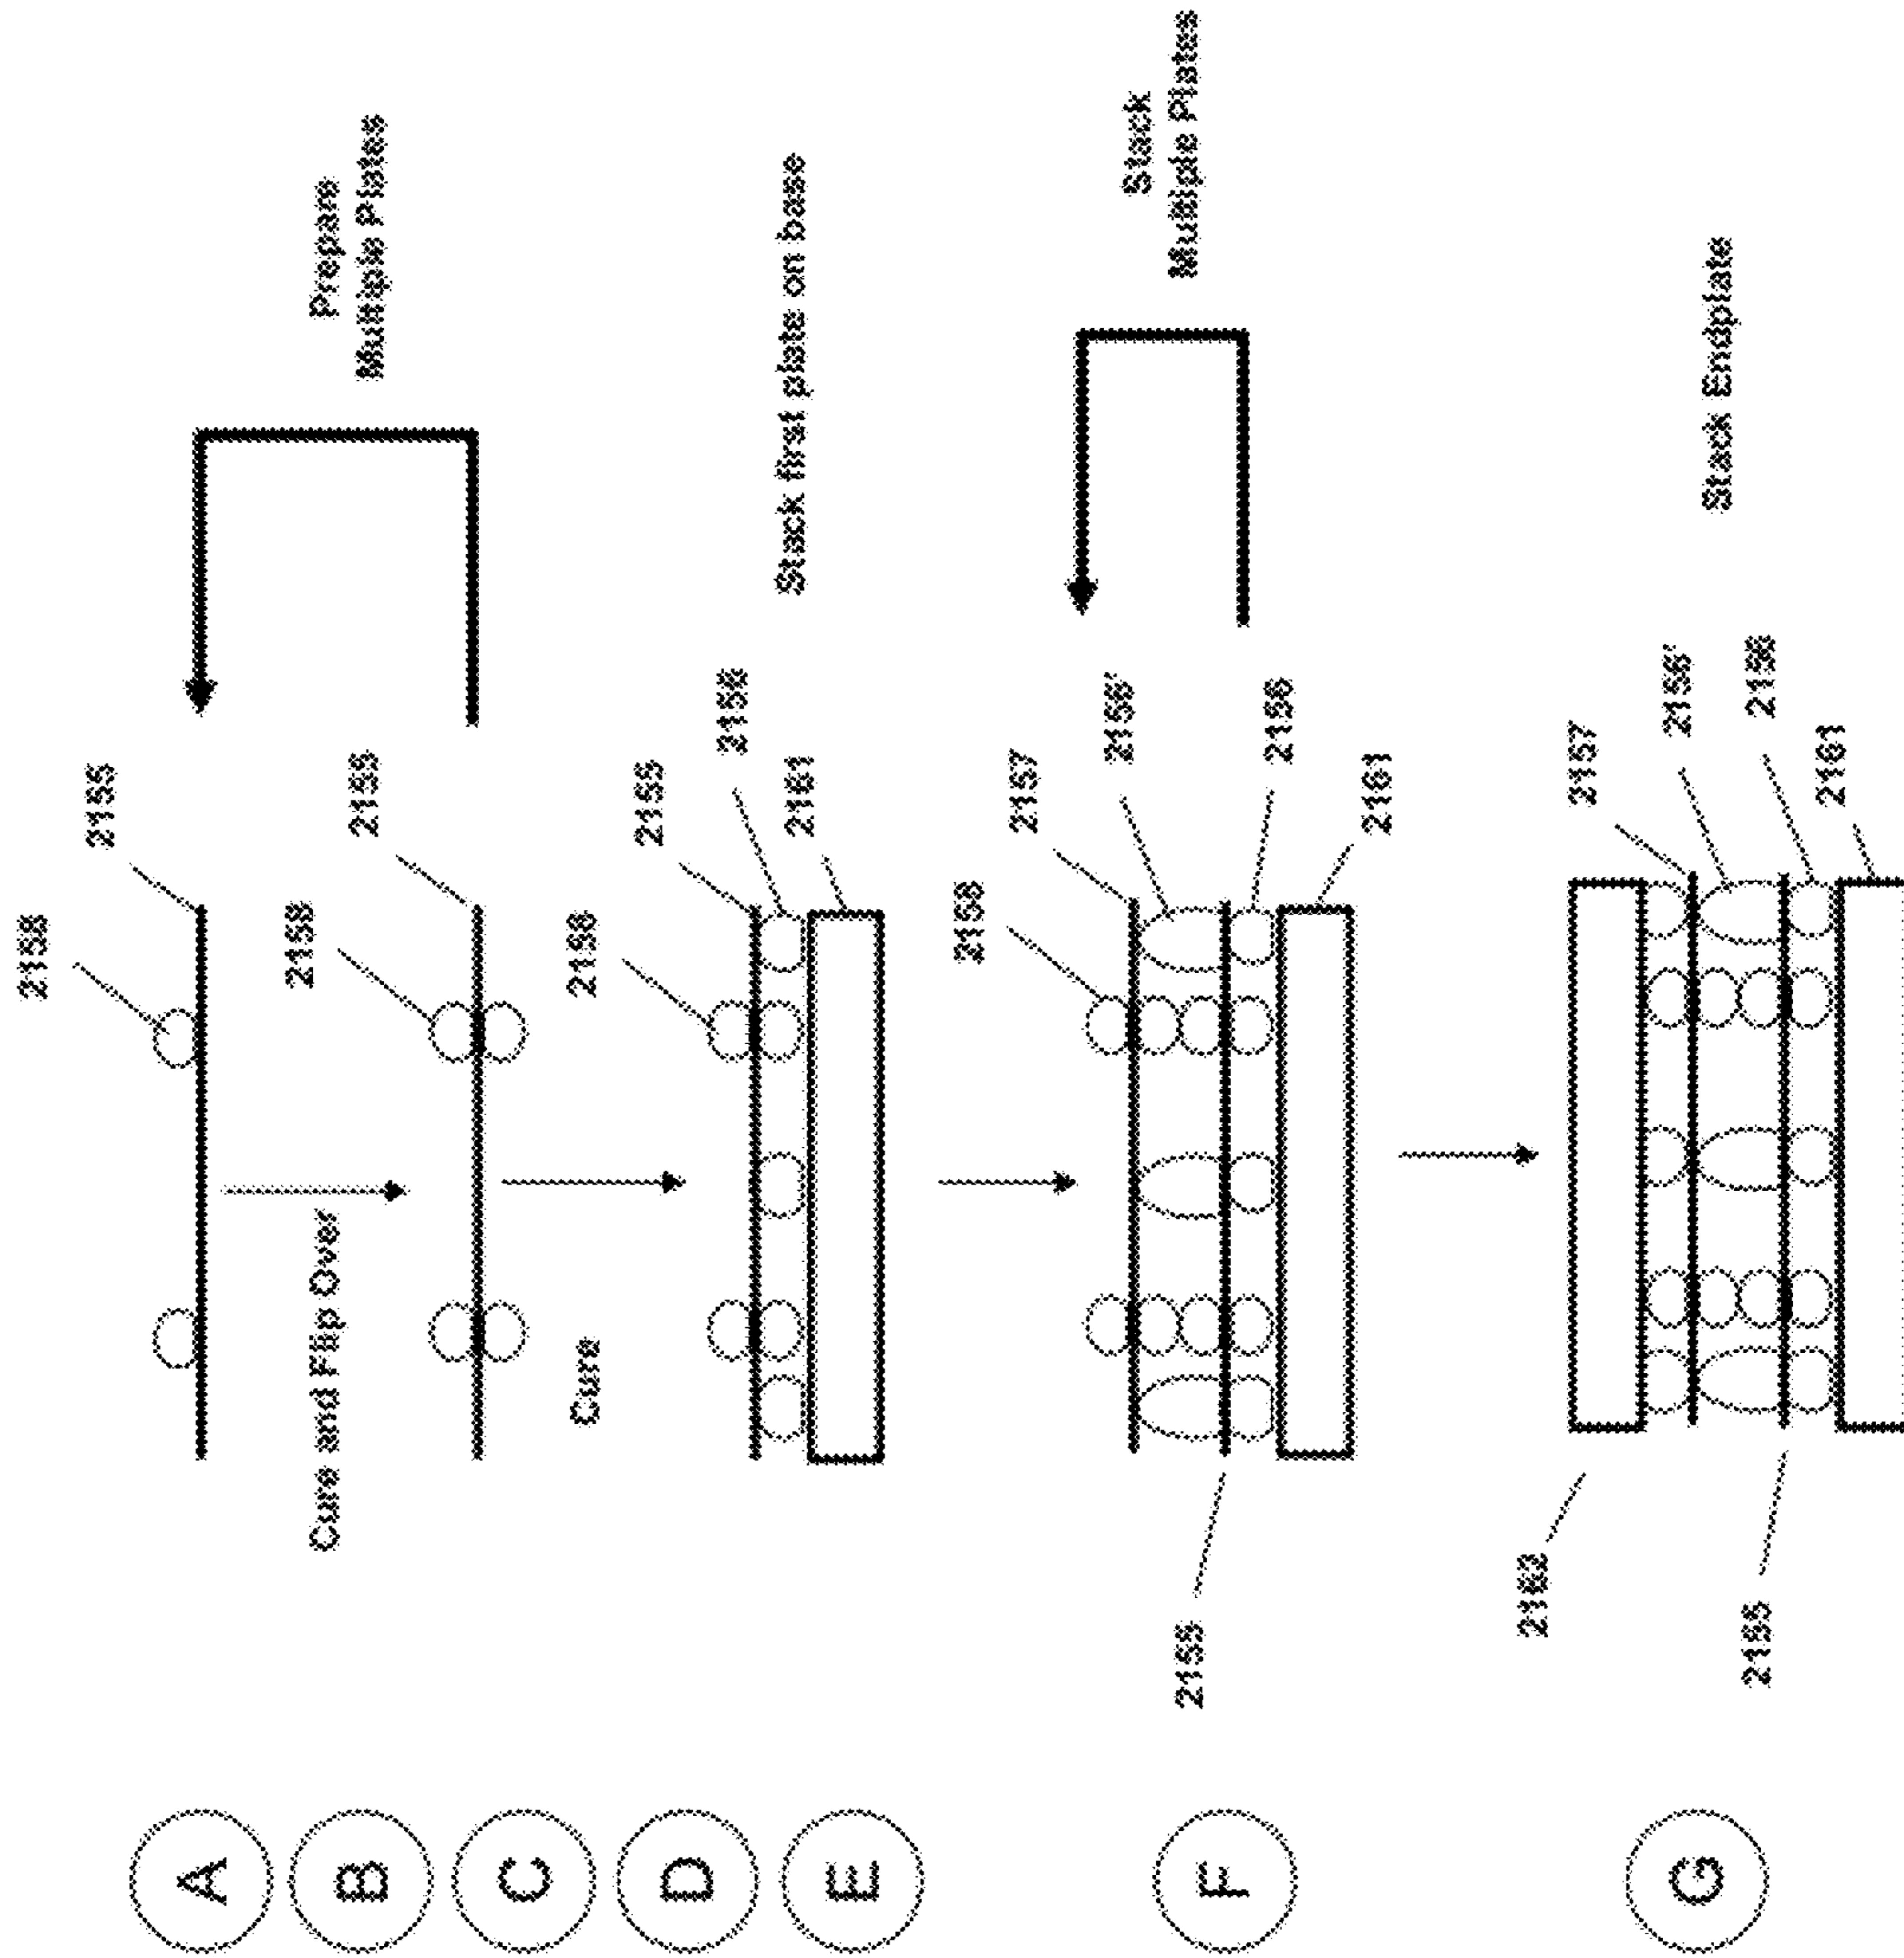 A
2158
2155
Prepare
Multiple Plates
B
Cure and Flip Over
C
2158
2155
D
Cure
E
2158
2155
2156
2161
Stack first plate on base
F
2155
2158
2157
2156'
2156
2161
Stack
Multiple Plates
G
2163
2155
2157
2156'
2156
2161
Stack Endplate